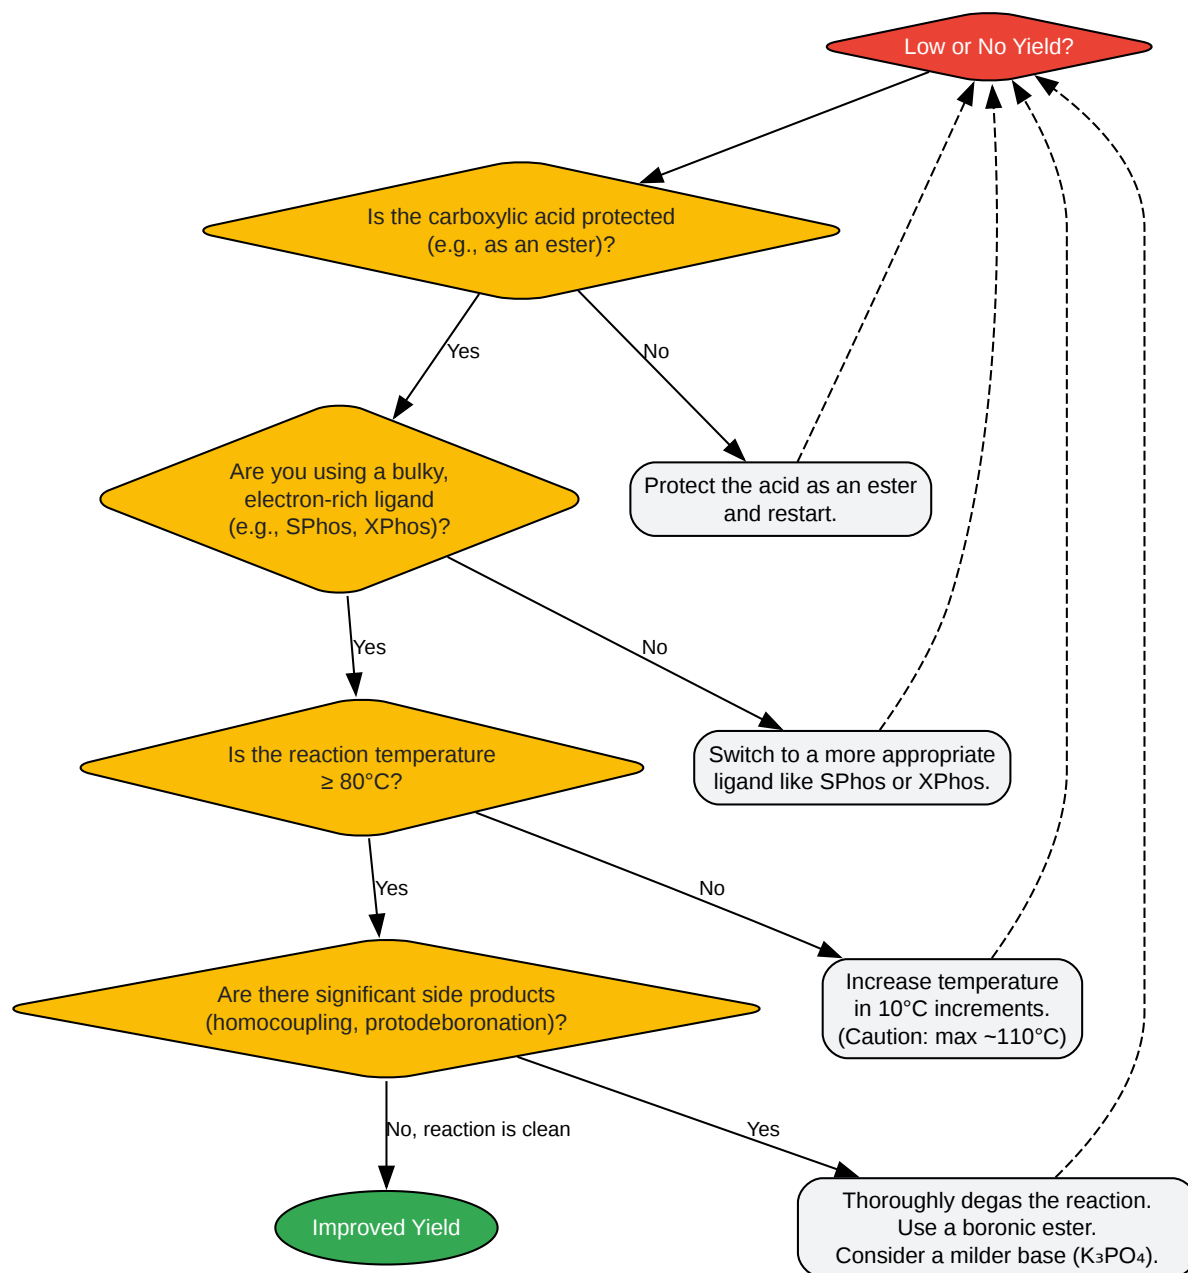 Low or No Yield?
Is the carboxylic acid protected
(e.g., as an ester)?
Yes
No
Are you using a bulky,
electron-rich ligand
(e.g., SPhos, XPhos)?
Protect the acid as an ester
and restart.
Yes
No
Is the reaction temperature
≥ 80°C?
Switch to a more appropriate
ligand like SPhos or XPhos.
Yes
No
Are there significant side products
(homocoupling, protodeboronation)?
Increase temperature
in 10°C increments.
(Caution: max ~110°C)
No, reaction is clean
Yes
Improved Yield
Thoroughly degas the reaction.
Use a boronic ester.
Consider a milder base (K₃PO₄).